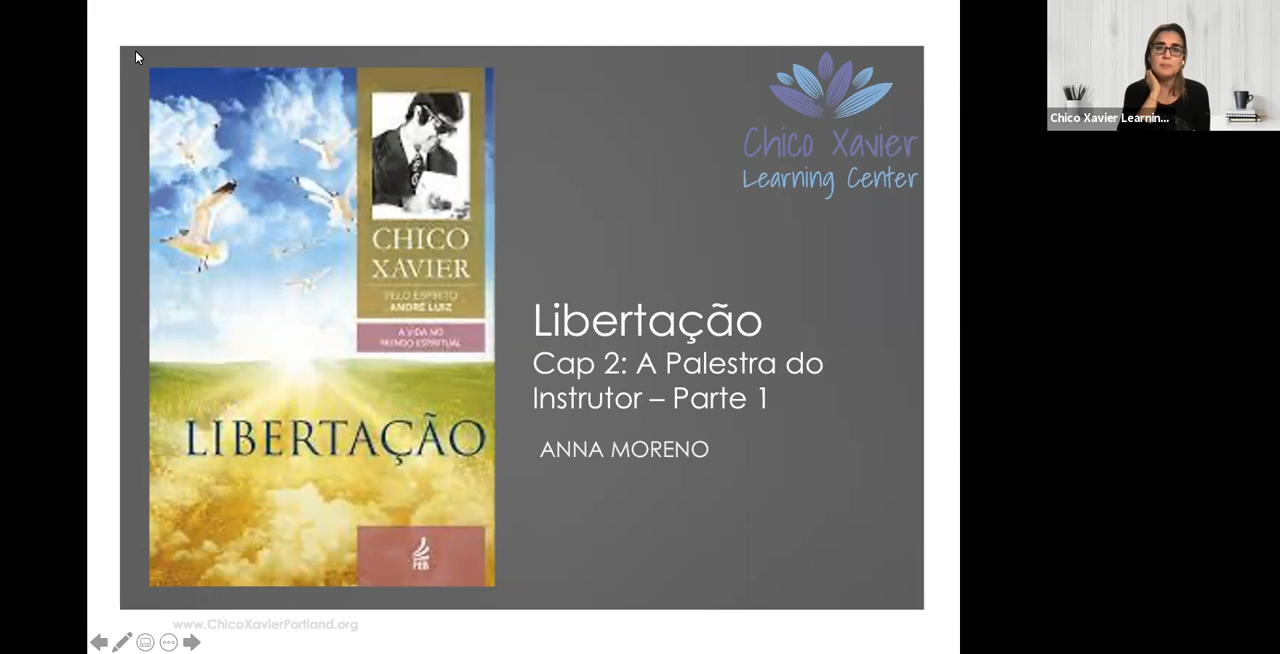 Chico Xavier
Learning Center
CHICO
XAVIER
PELO ESPÍRITO
ANDRÉ LUIZ
A VIDA NO
MUNDO ESPIRITUAL
LIBERTAÇÃO
FEB
Libertação
Cap 2: A Palestra do
Instrutor – Parte 1
ANNA MORENO
www.ChicoXavierPortland.org
Chico Xavier Learnin...